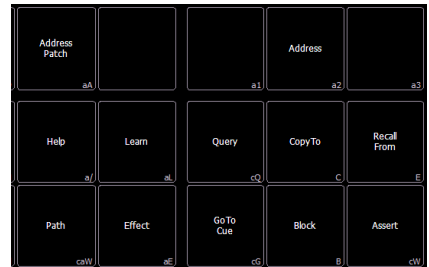 Address
Patch
aA
a1
Address
a2
a3
Help
a/
Learn
aL
Query
cQ
CopyTo
C
Recall
From
E
Path
caW
Effect
aE
GoTo
Cue
cG
Block
B
Assert
cW